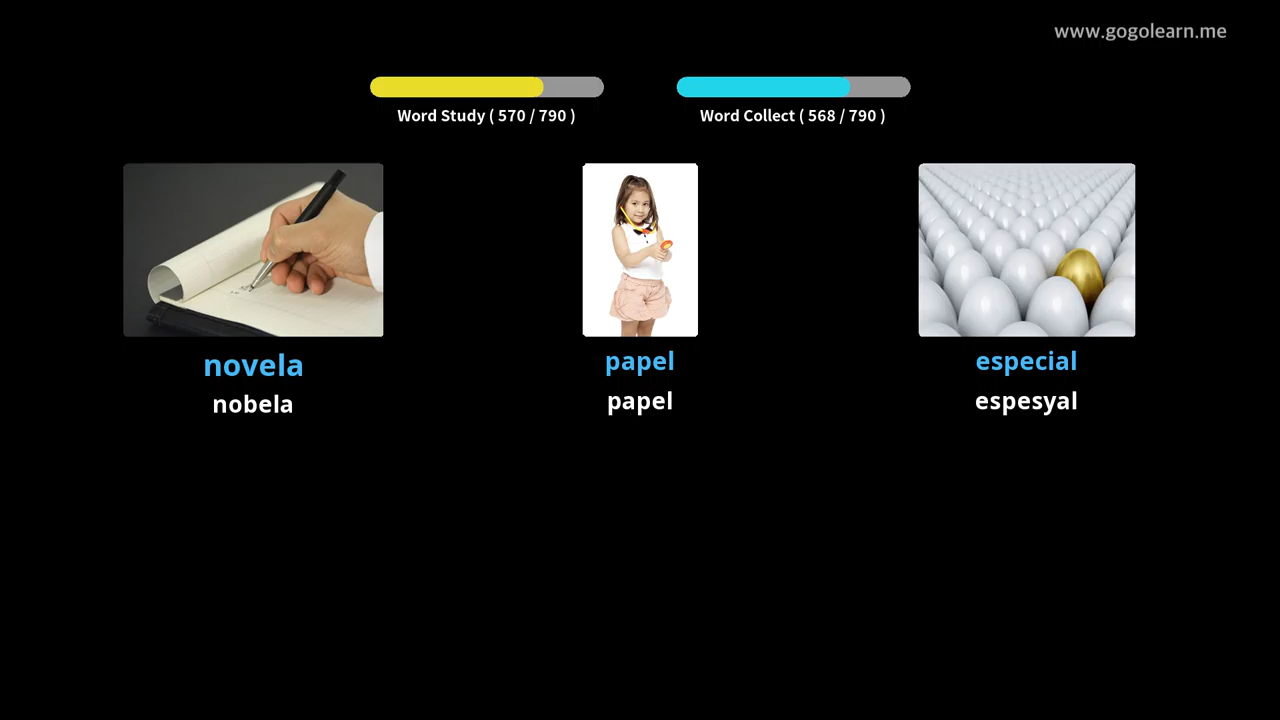 www.gogolearn.me
Word Study ( 570 / 790 )
Word Collect ( 568 / 790 )
novela
nobela
papel
papel
especial
espesyal